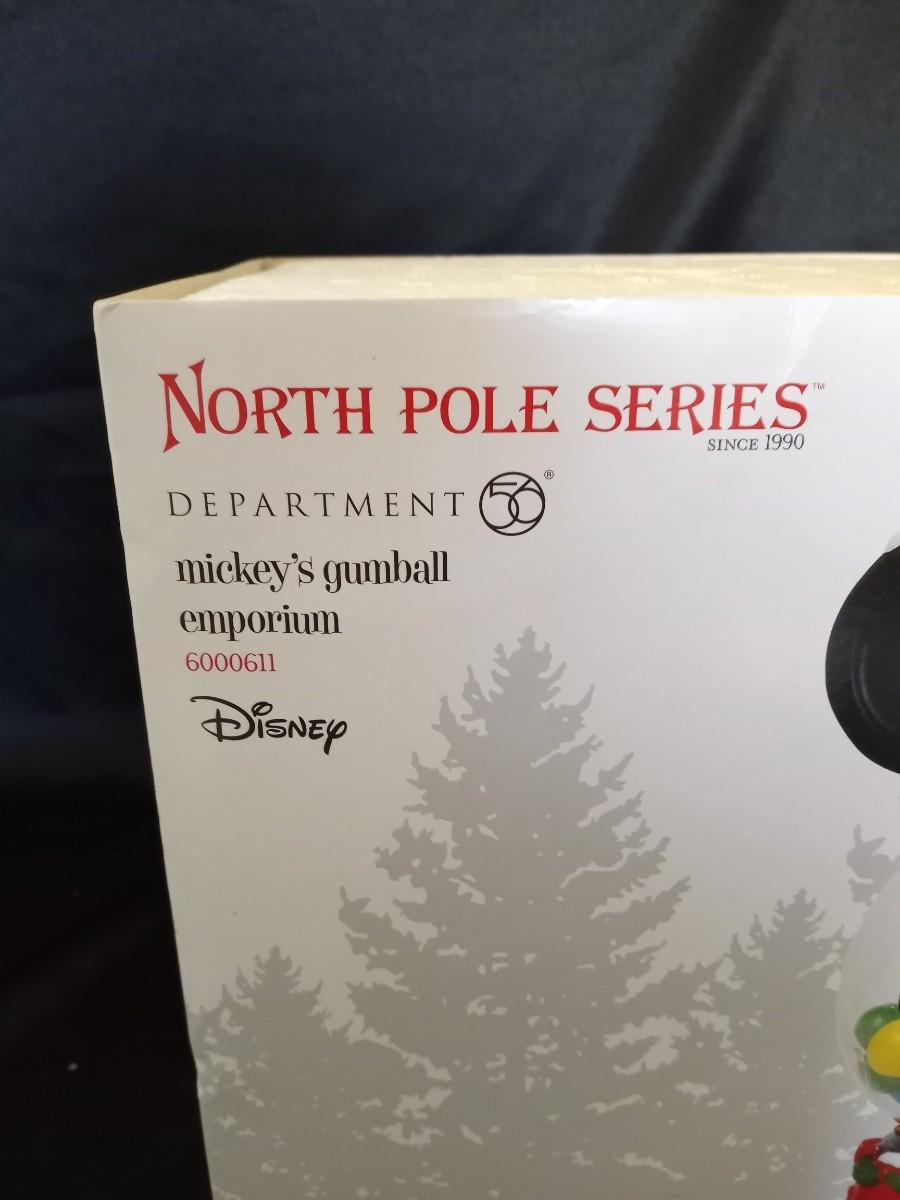 NORTH POLE SERIES™
SINCE 1990
DEPARTMENT 56®
mickey's gumball
emporium
6000611
Disney